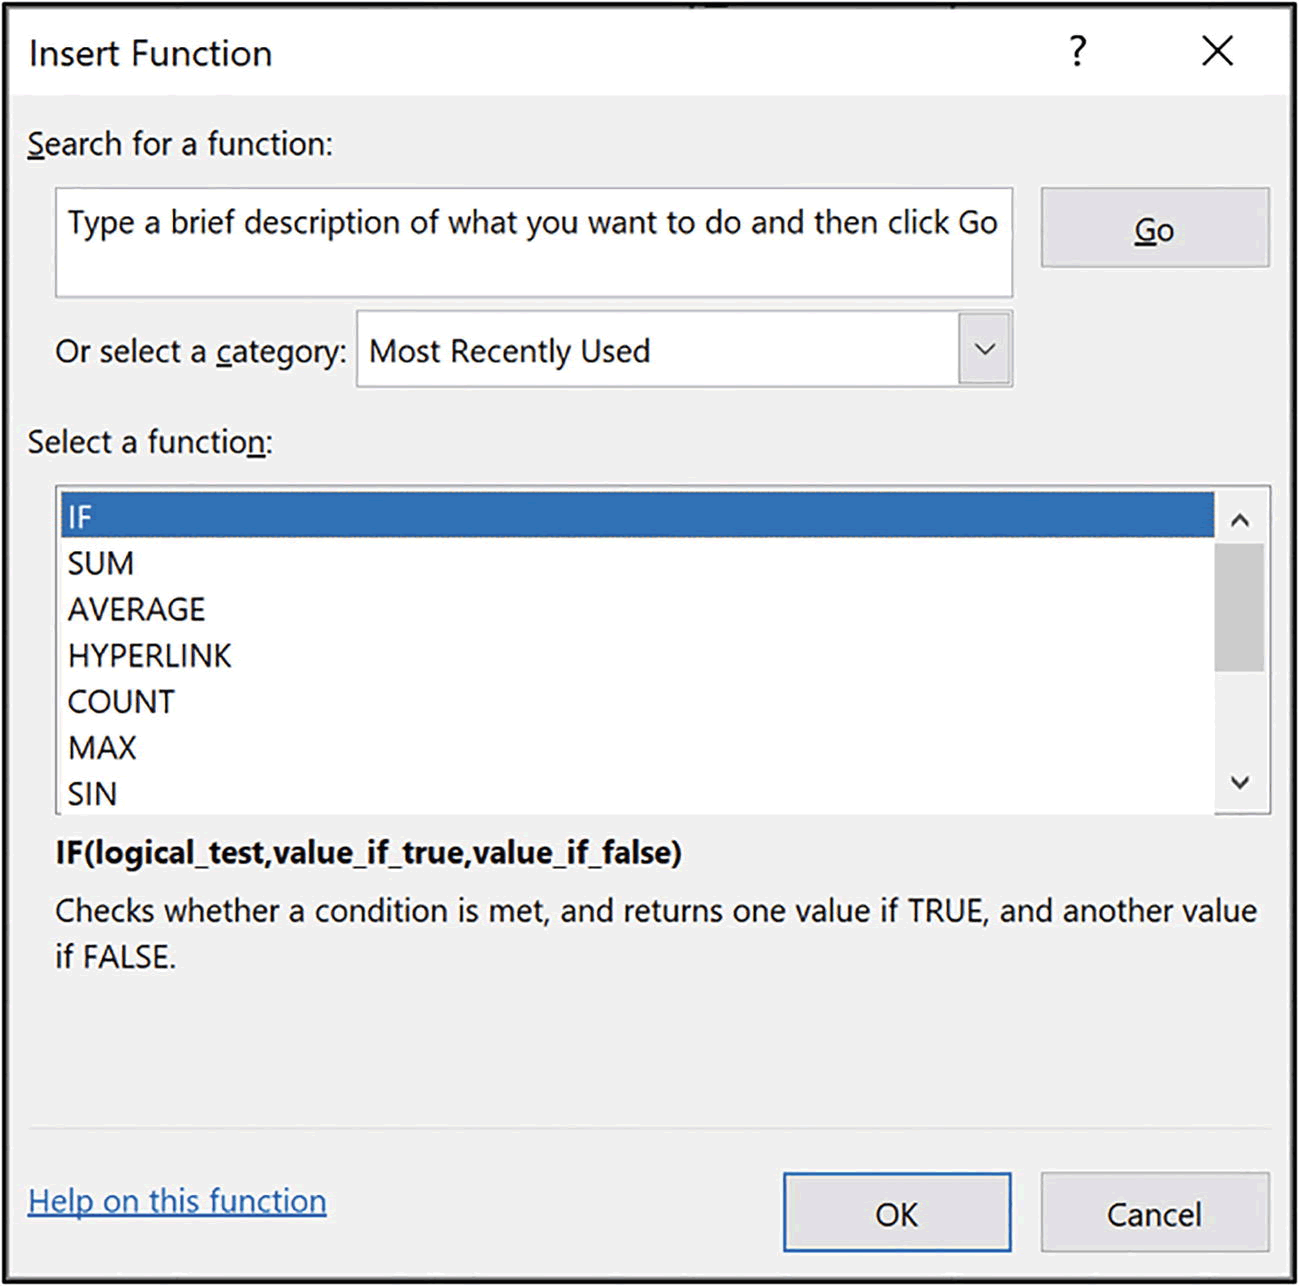 Insert Function
?
Search for a function:
Type a brief description of what you want to do and then click Go
Go
Or select a category:
Most Recently Used
Select a function:
IF
SUM
AVERAGE
HYPERLINK
COUNT
MAX
SIN
IF(logical_test,value_if_true,value_if_false)
Checks whether a condition is met, and returns one value if TRUE, and another value
if FALSE.
Help on this function
OK
Cancel